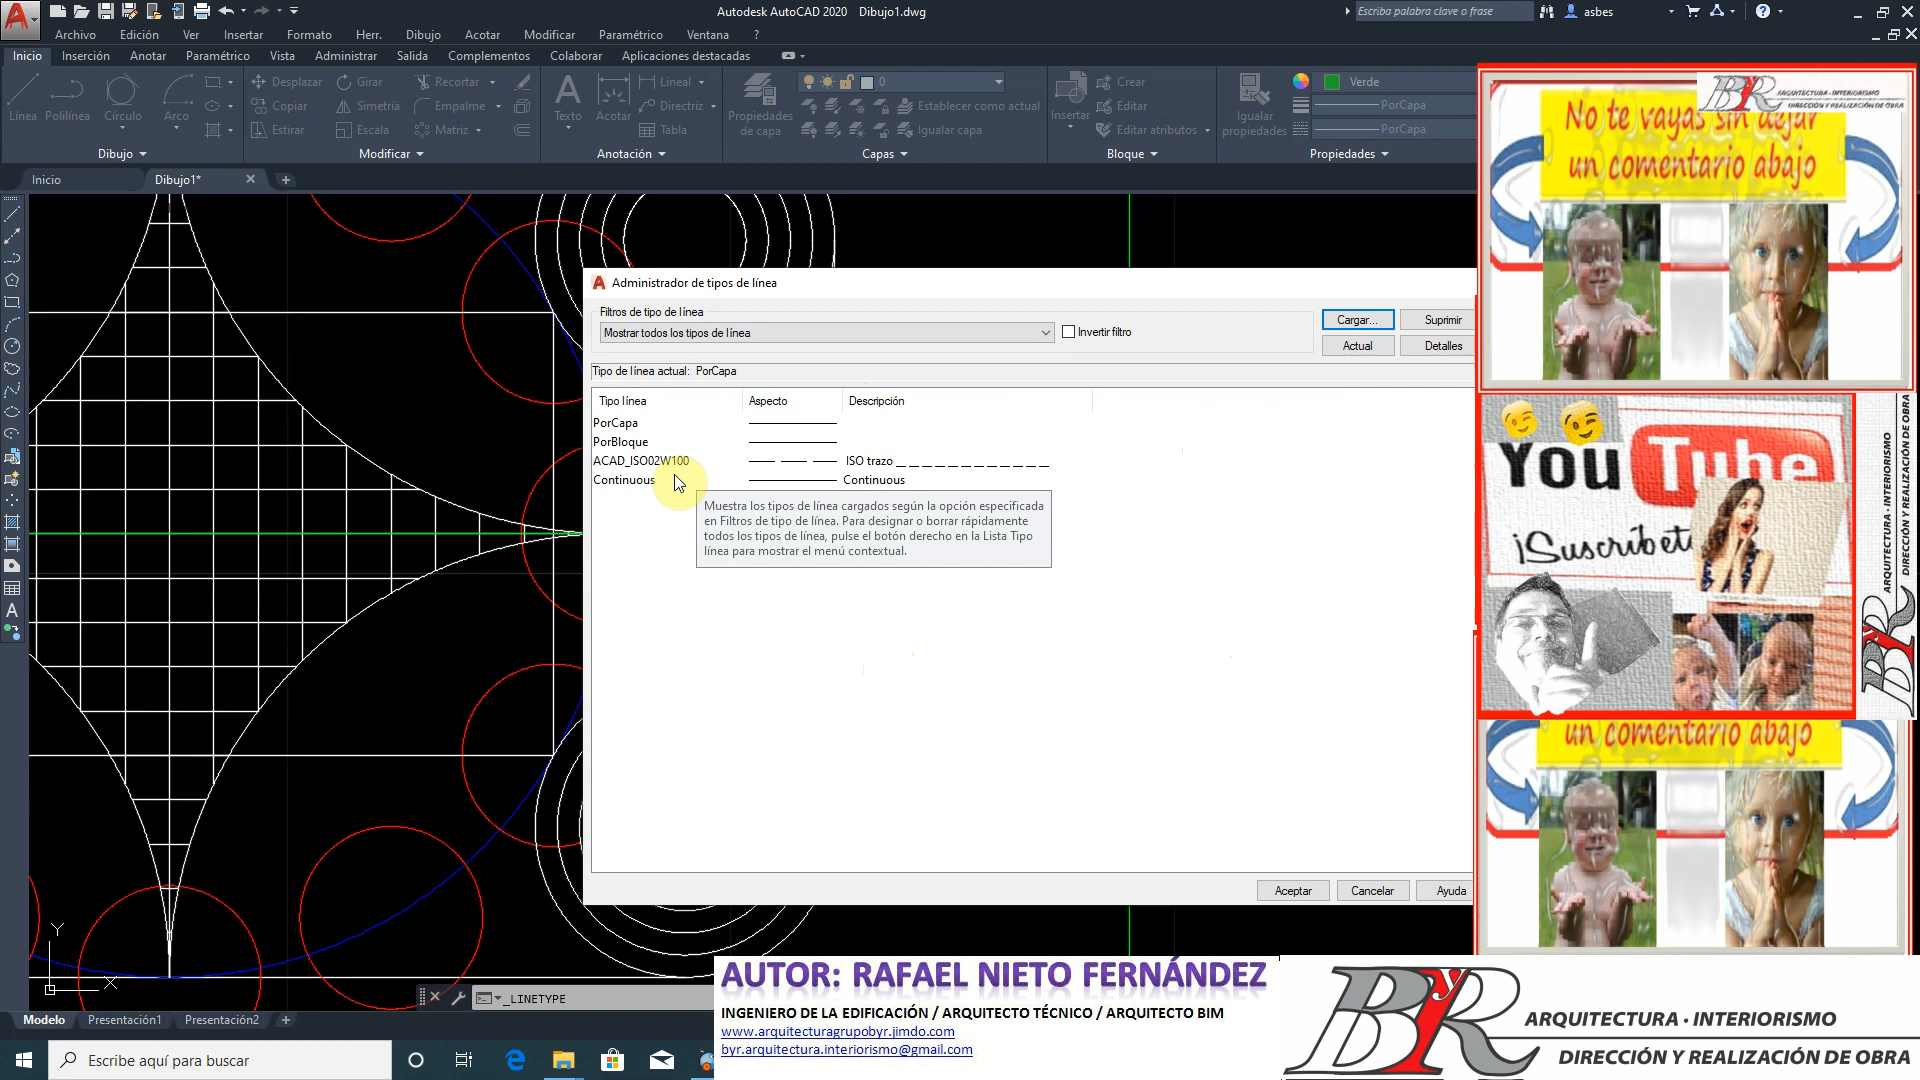 Autodesk AutoCAD 2020 Dibujo1.dwg
Escriba palabra clave o frase
asbes
Archivo Edición Ver Insertar Formato Herr. Dibujo Acotar Modificar Paramétrico Ventana ?
Inicio Inserción Anotar Paramétrico Vista Administrar Salida Complementos Colaborar Aplicaciones destacadas
Línea Polilínea Círculo Arco
Desplazar Girar Recortar
Copiar Simetría Empalme
Estirar Escala Matriz
Texto Acotar
Lineal
Directriz
Tabla
Propiedades de capa
0
Establecer como actual
Igualar capa
Insertar
Crear
Editar
Editar atributos
Igualar propiedades
Verde
PorCapa
PorCapa
Dibujo Modificar Anotación Capas Bloque Propiedades
Inicio Dibujo1*
Administrador de tipos de línea
Filtros de tipo de línea
Mostrar todos los tipos de línea
Invertir filtro
Cargar... Suprimir
Actual Detalles
Tipo de línea actual: PorCapa
Tipo línea Aspecto Descripción
PorCapa
PorBloque
ACAD_ISO02W100 ISO trazo _ _ _ _ _ _ _ _ _ _ _ _
Continuous Continuous
Muestra los tipos de línea cargados según la opción especificada
en Filtros de tipo de línea. Para designar o borrar rápidamente
todos los tipos de línea, pulse el botón derecho en la Lista Tipo
línea para mostrar el menú contextual.
Aceptar Cancelar Ayuda
Y
X
_LINETYPE
Modelo Presentación1 Presentación2
Escribe aquí para buscar
ByR ARQUITECTURA - INTERIORISMO
DIRECCIÓN Y REALIZACIÓN DE OBRA
No te vayas sin dejar
un comentario abajo
You Tube
¡Suscríbete
ARQUITECTURA - INTERIORISMO
DIRECCIÓN Y REALIZACIÓN DE OBRA
ByR
un comentario abajo
AUTOR: RAFAEL NIETO FERNÁNDEZ
INGENIERO DE LA EDIFICACIÓN / ARQUITECTO TÉCNICO / ARQUITECTO BIM
www.arquitecturagrupobyr.jimdo.com
byr.arquitectura.interiorismo@gmail.com
ByR
ARQUITECTURA · INTERIORISMO
DIRECCIÓN Y REALIZACIÓN DE OBRA